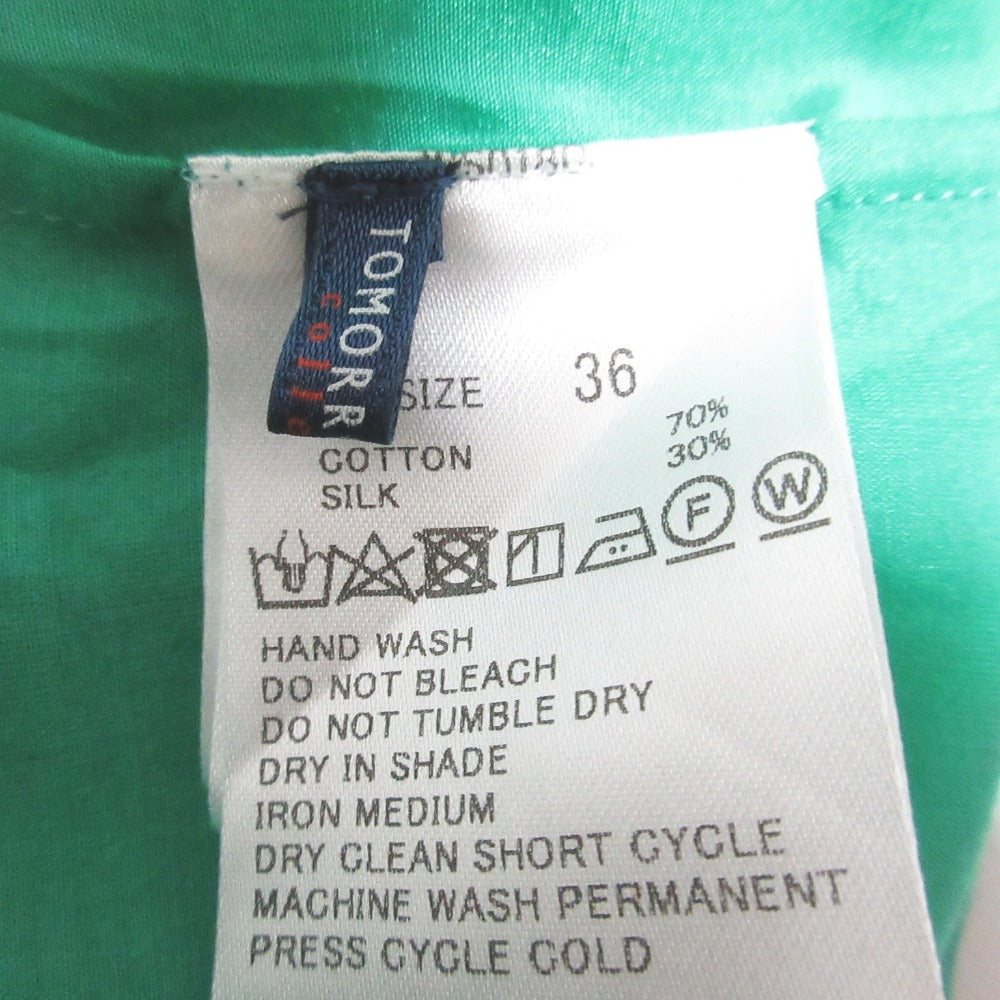 TOMORR
colle
SIZE 36
COTTON 70%
SILK 30%
F W
HAND WASH
DO NOT BLEACH
DO NOT TUMBLE DRY
DRY IN SHADE
IRON MEDIUM
DRY CLEAN SHORT CYCLE
MACHINE WASH PERMANENT
PRESS CYCLE COLD